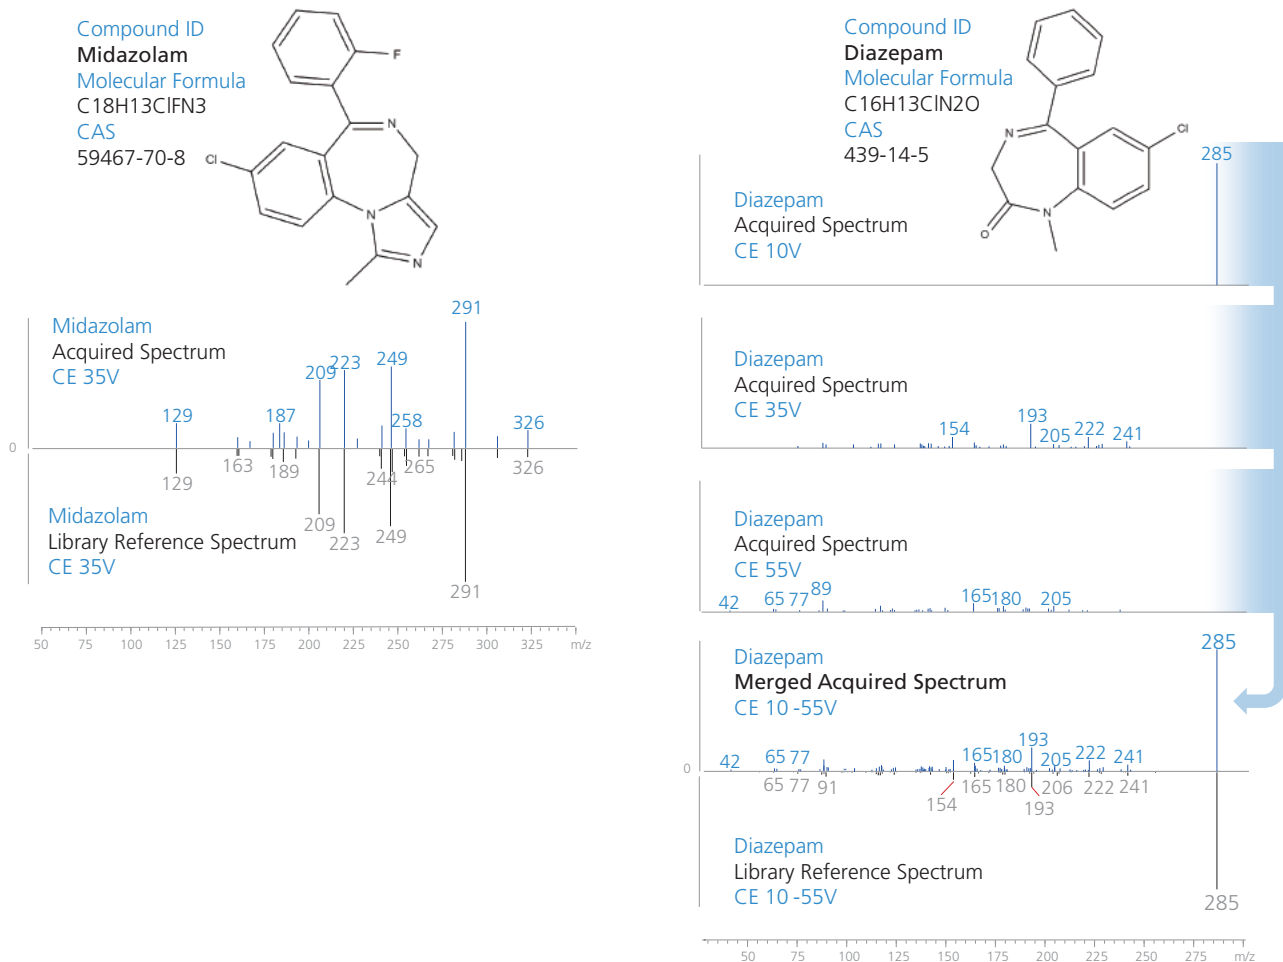 Compound ID
Midazolam
Molecular Formula
C18H13ClFN3
CAS
59467-70-8
F
N
Cl
N
N
Midazolam
Acquired Spectrum
CE 35V
291
249
223
209
129
187
258
326
0
163
189
244
265
326
129
209
223
249
291
Midazolam
Library Reference Spectrum
CE 35V
50 75 100 125 150 175 200 225 250 275 300 325 m/z
Compound ID
Diazepam
Molecular Formula
C16H13ClN2O
CAS
439-14-5
N
Cl
N
O
285
Diazepam
Acquired Spectrum
CE 10V
Diazepam
Acquired Spectrum
CE 35V
154 193 205 222 241
Diazepam
Acquired Spectrum
CE 55V
42 65 77 89 165 180 205
Diazepam
Merged Acquired Spectrum
CE 10 -55V
285
42 65 77 165 180 193 205 222 241
0
65 77 91 154 165 180 193 206 222 241
Diazepam
Library Reference Spectrum
CE 10 -55V
285
50 75 100 125 150 175 200 225 250 275 m/z